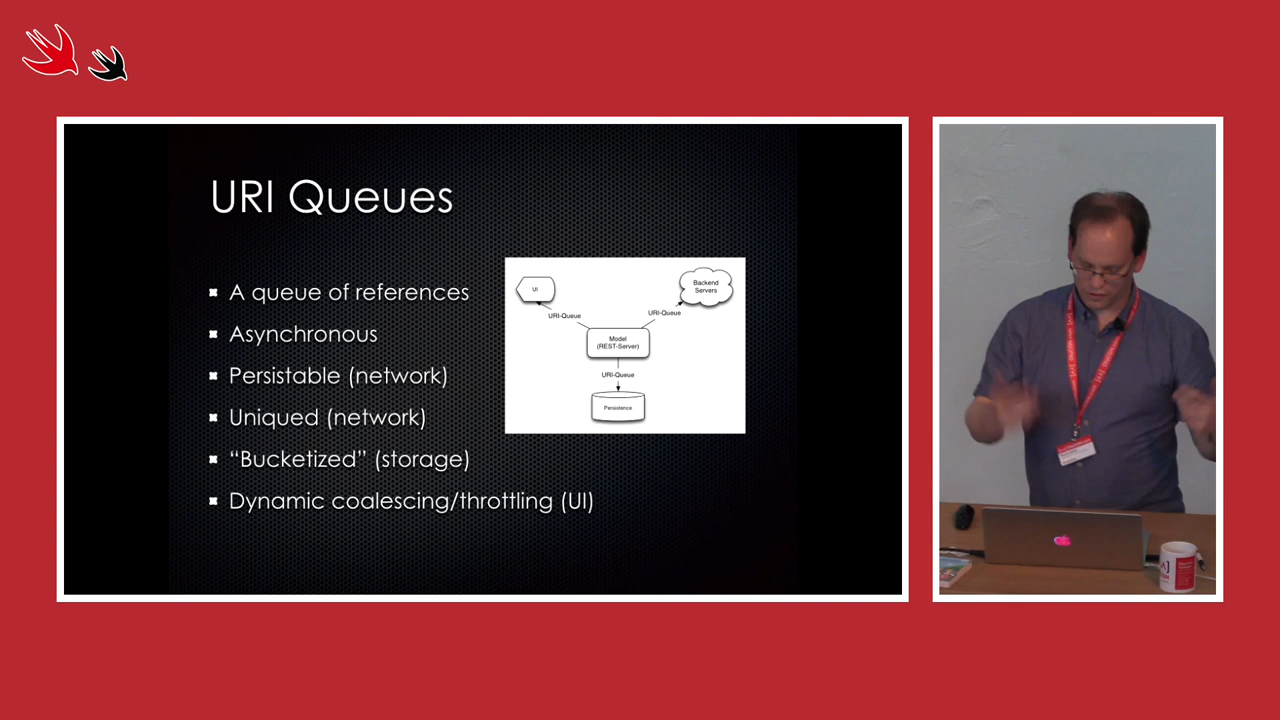 URI Queues
A queue of references
Asynchronous
Persistable (network)
Uniqued (network)
“Bucketized” (storage)
Dynamic coalescing/throttling (UI)
UI
Backend
Servers
URI-Queue
URI-Queue
Model
(REST-Server)
URI-Queue
Persistence